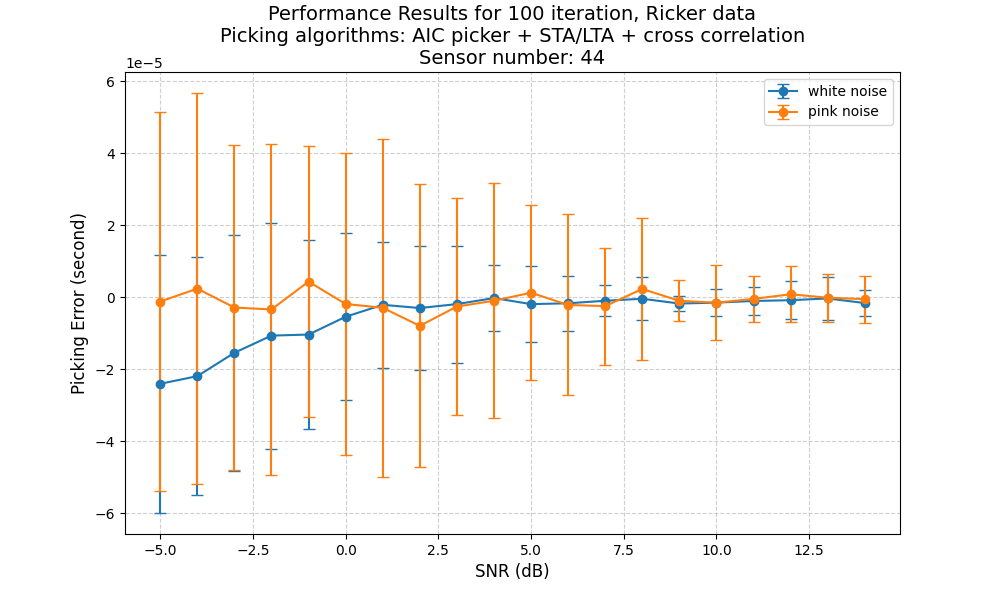 Performance Results for 100 iteration, Ricker data
Picking algorithms: AIC picker + STA/LTA + cross correlation
Sensor number: 44
1e−5
6
4
2
0
−2
−4
−6
Picking Error (second)
white noise
pink noise
−5.0
−2.5
0.0
2.5
5.0
7.5
10.0
12.5
SNR (dB)